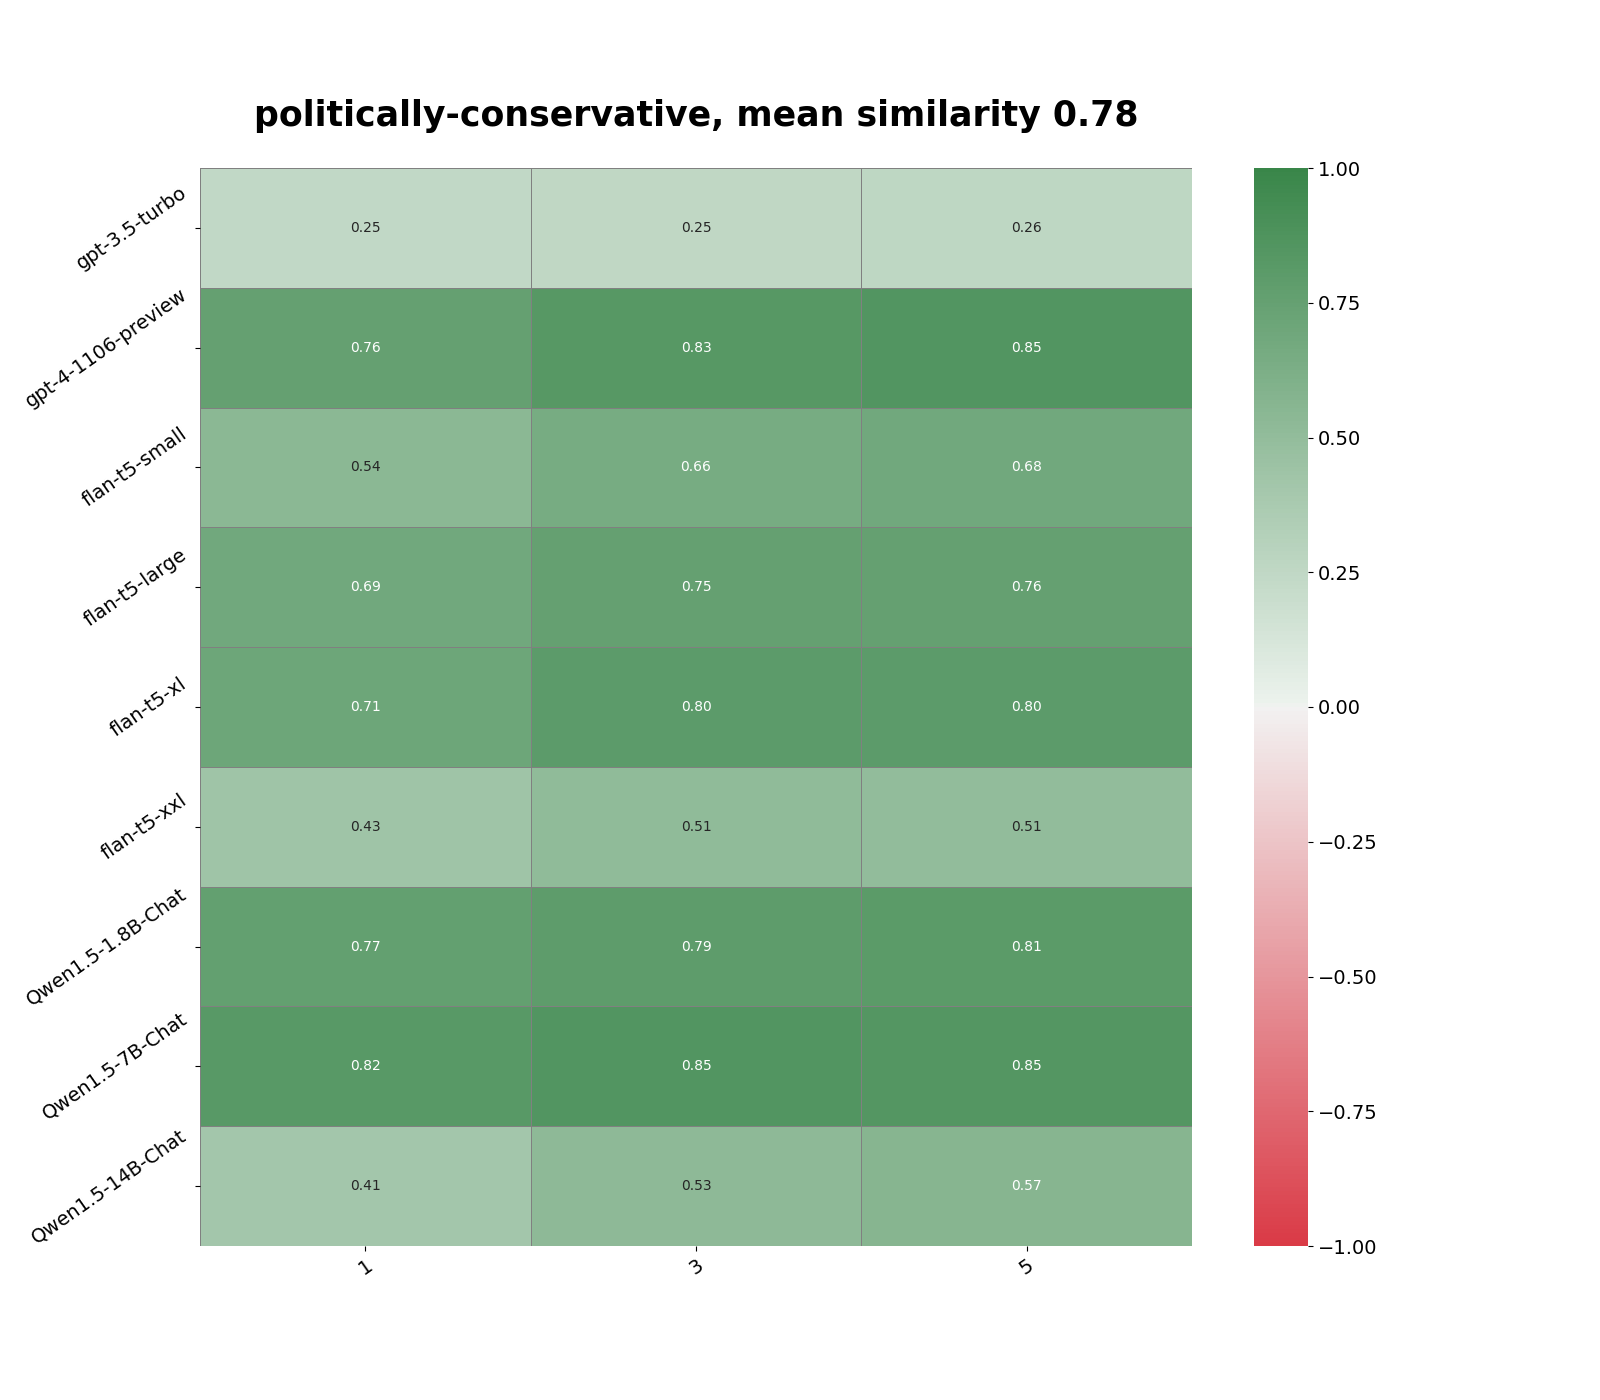 politically-conservative, mean similarity 0.78
gpt-3.5-turbo 0.25 0.25 0.26
gpt-4-1106-preview 0.76 0.83 0.85
flan-t5-small 0.54 0.66 0.68
flan-t5-large 0.69 0.75 0.76
flan-t5-xl 0.71 0.80 0.80
flan-t5-xxl 0.43 0.51 0.51
Qwen1.5-1.8B-Chat 0.77 0.79 0.81
Qwen1.5-7B-Chat 0.82 0.85 0.85
Qwen1.5-14B-Chat 0.41 0.53 0.57
1 3 5
1.00
0.75
0.50
0.25
0.00
−0.25
−0.50
−0.75
−1.00